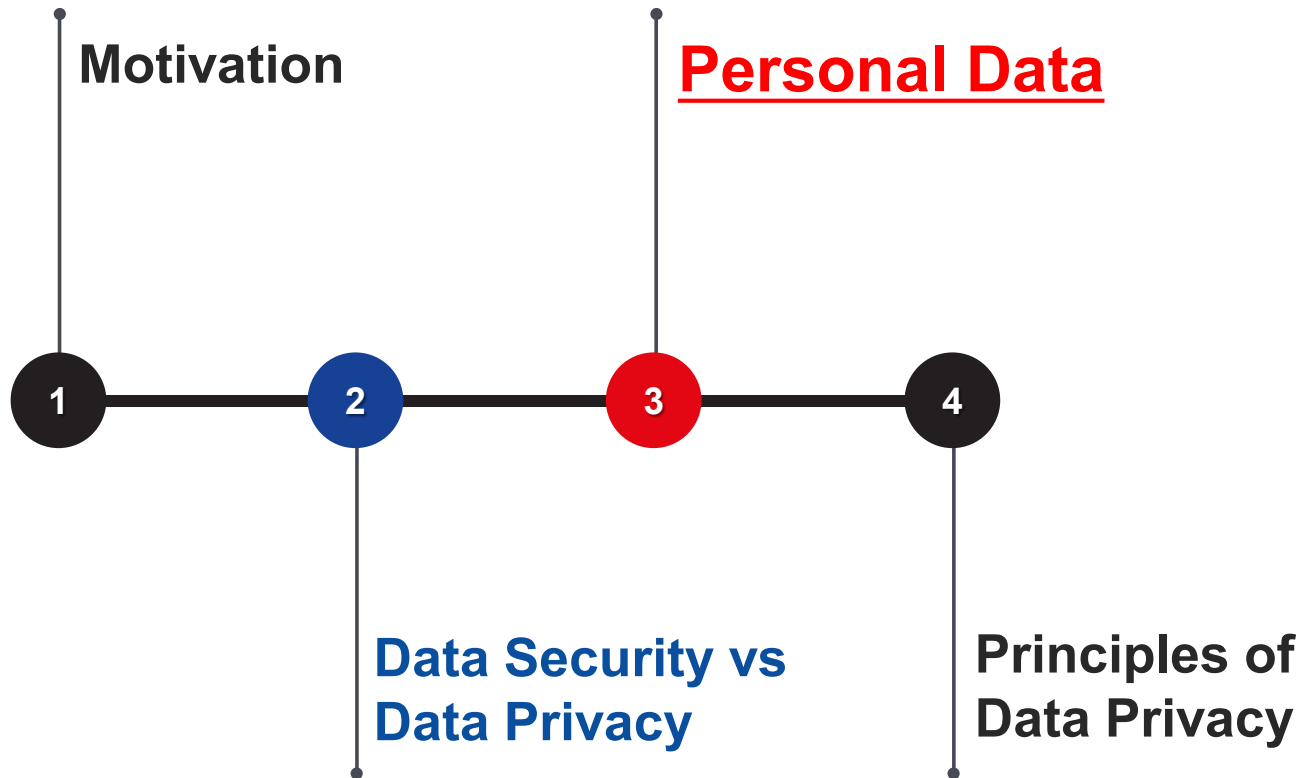 Motivation
Personal Data
1
2
3
4
Data Security vs
Data Privacy
Principles of
Data Privacy